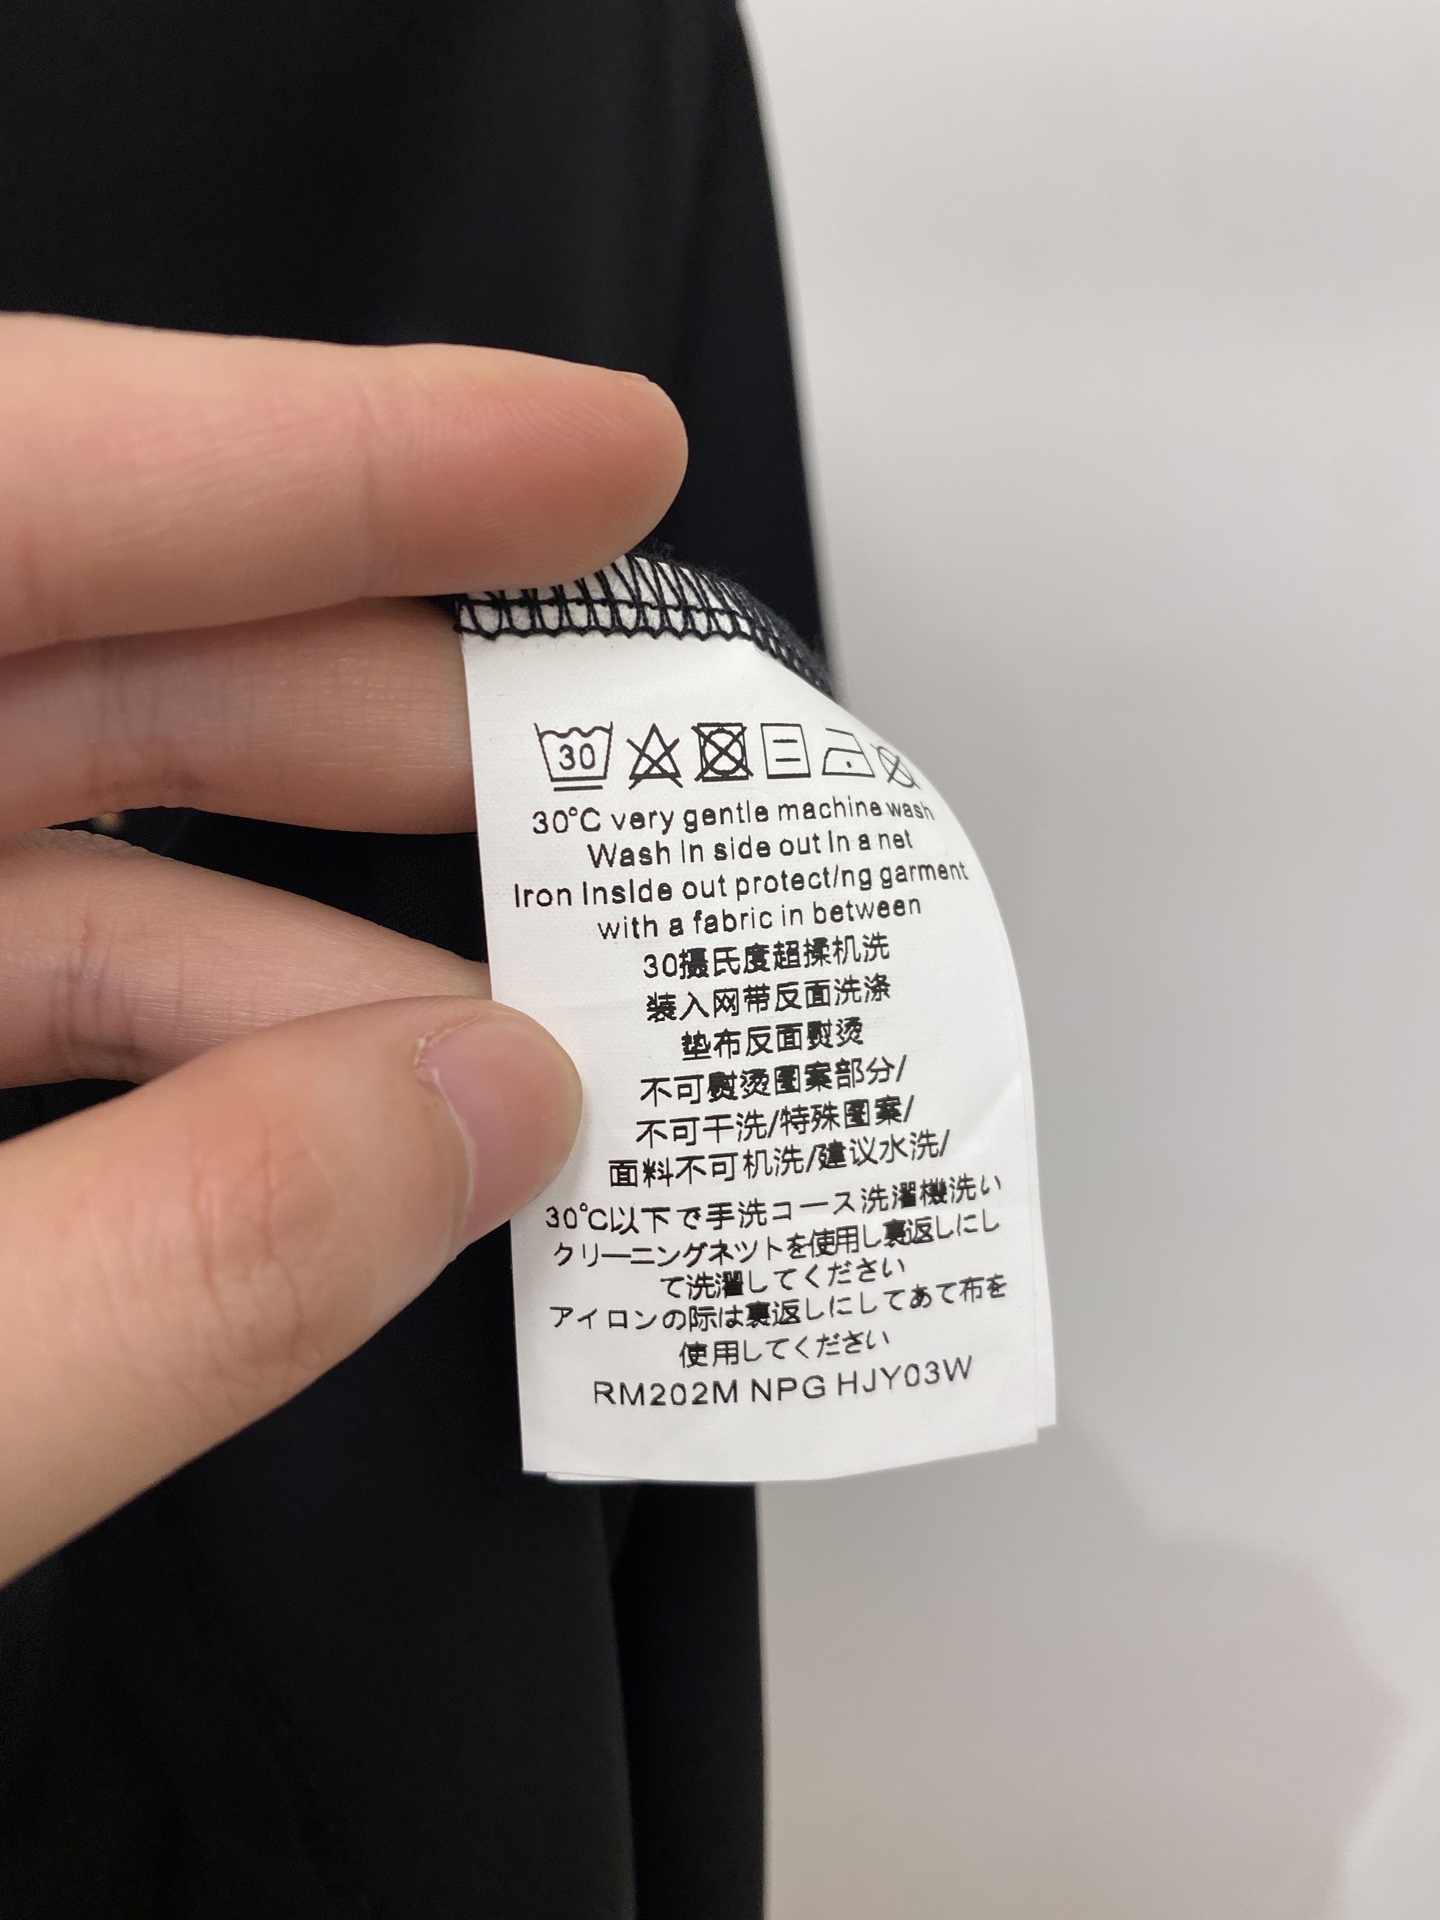 30
30°C very gentle machine wash
Wash in side out in a net
Iron Inside out protect/ng garment
with a fabric in between
30摄氏度超揉机洗
装入网带反面洗涤
垫布反面熨烫
不可熨烫图案部分/
不可干洗/特殊图案/
面料不可机洗/建议水洗/
30℃以下で手洗コース洗濯機洗い
クリーニングネツトを使用し裏返しにし
て洗濯してください
アイロンの際は裏返しにしてあて布を
使用してください
RM202M NPG HJY03W